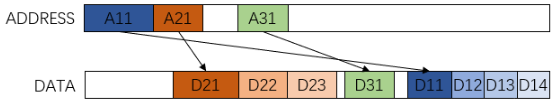 ADDRESS A11 A21 A31
DATA D21 D22 D23 D31 D11 D12 D13 D14